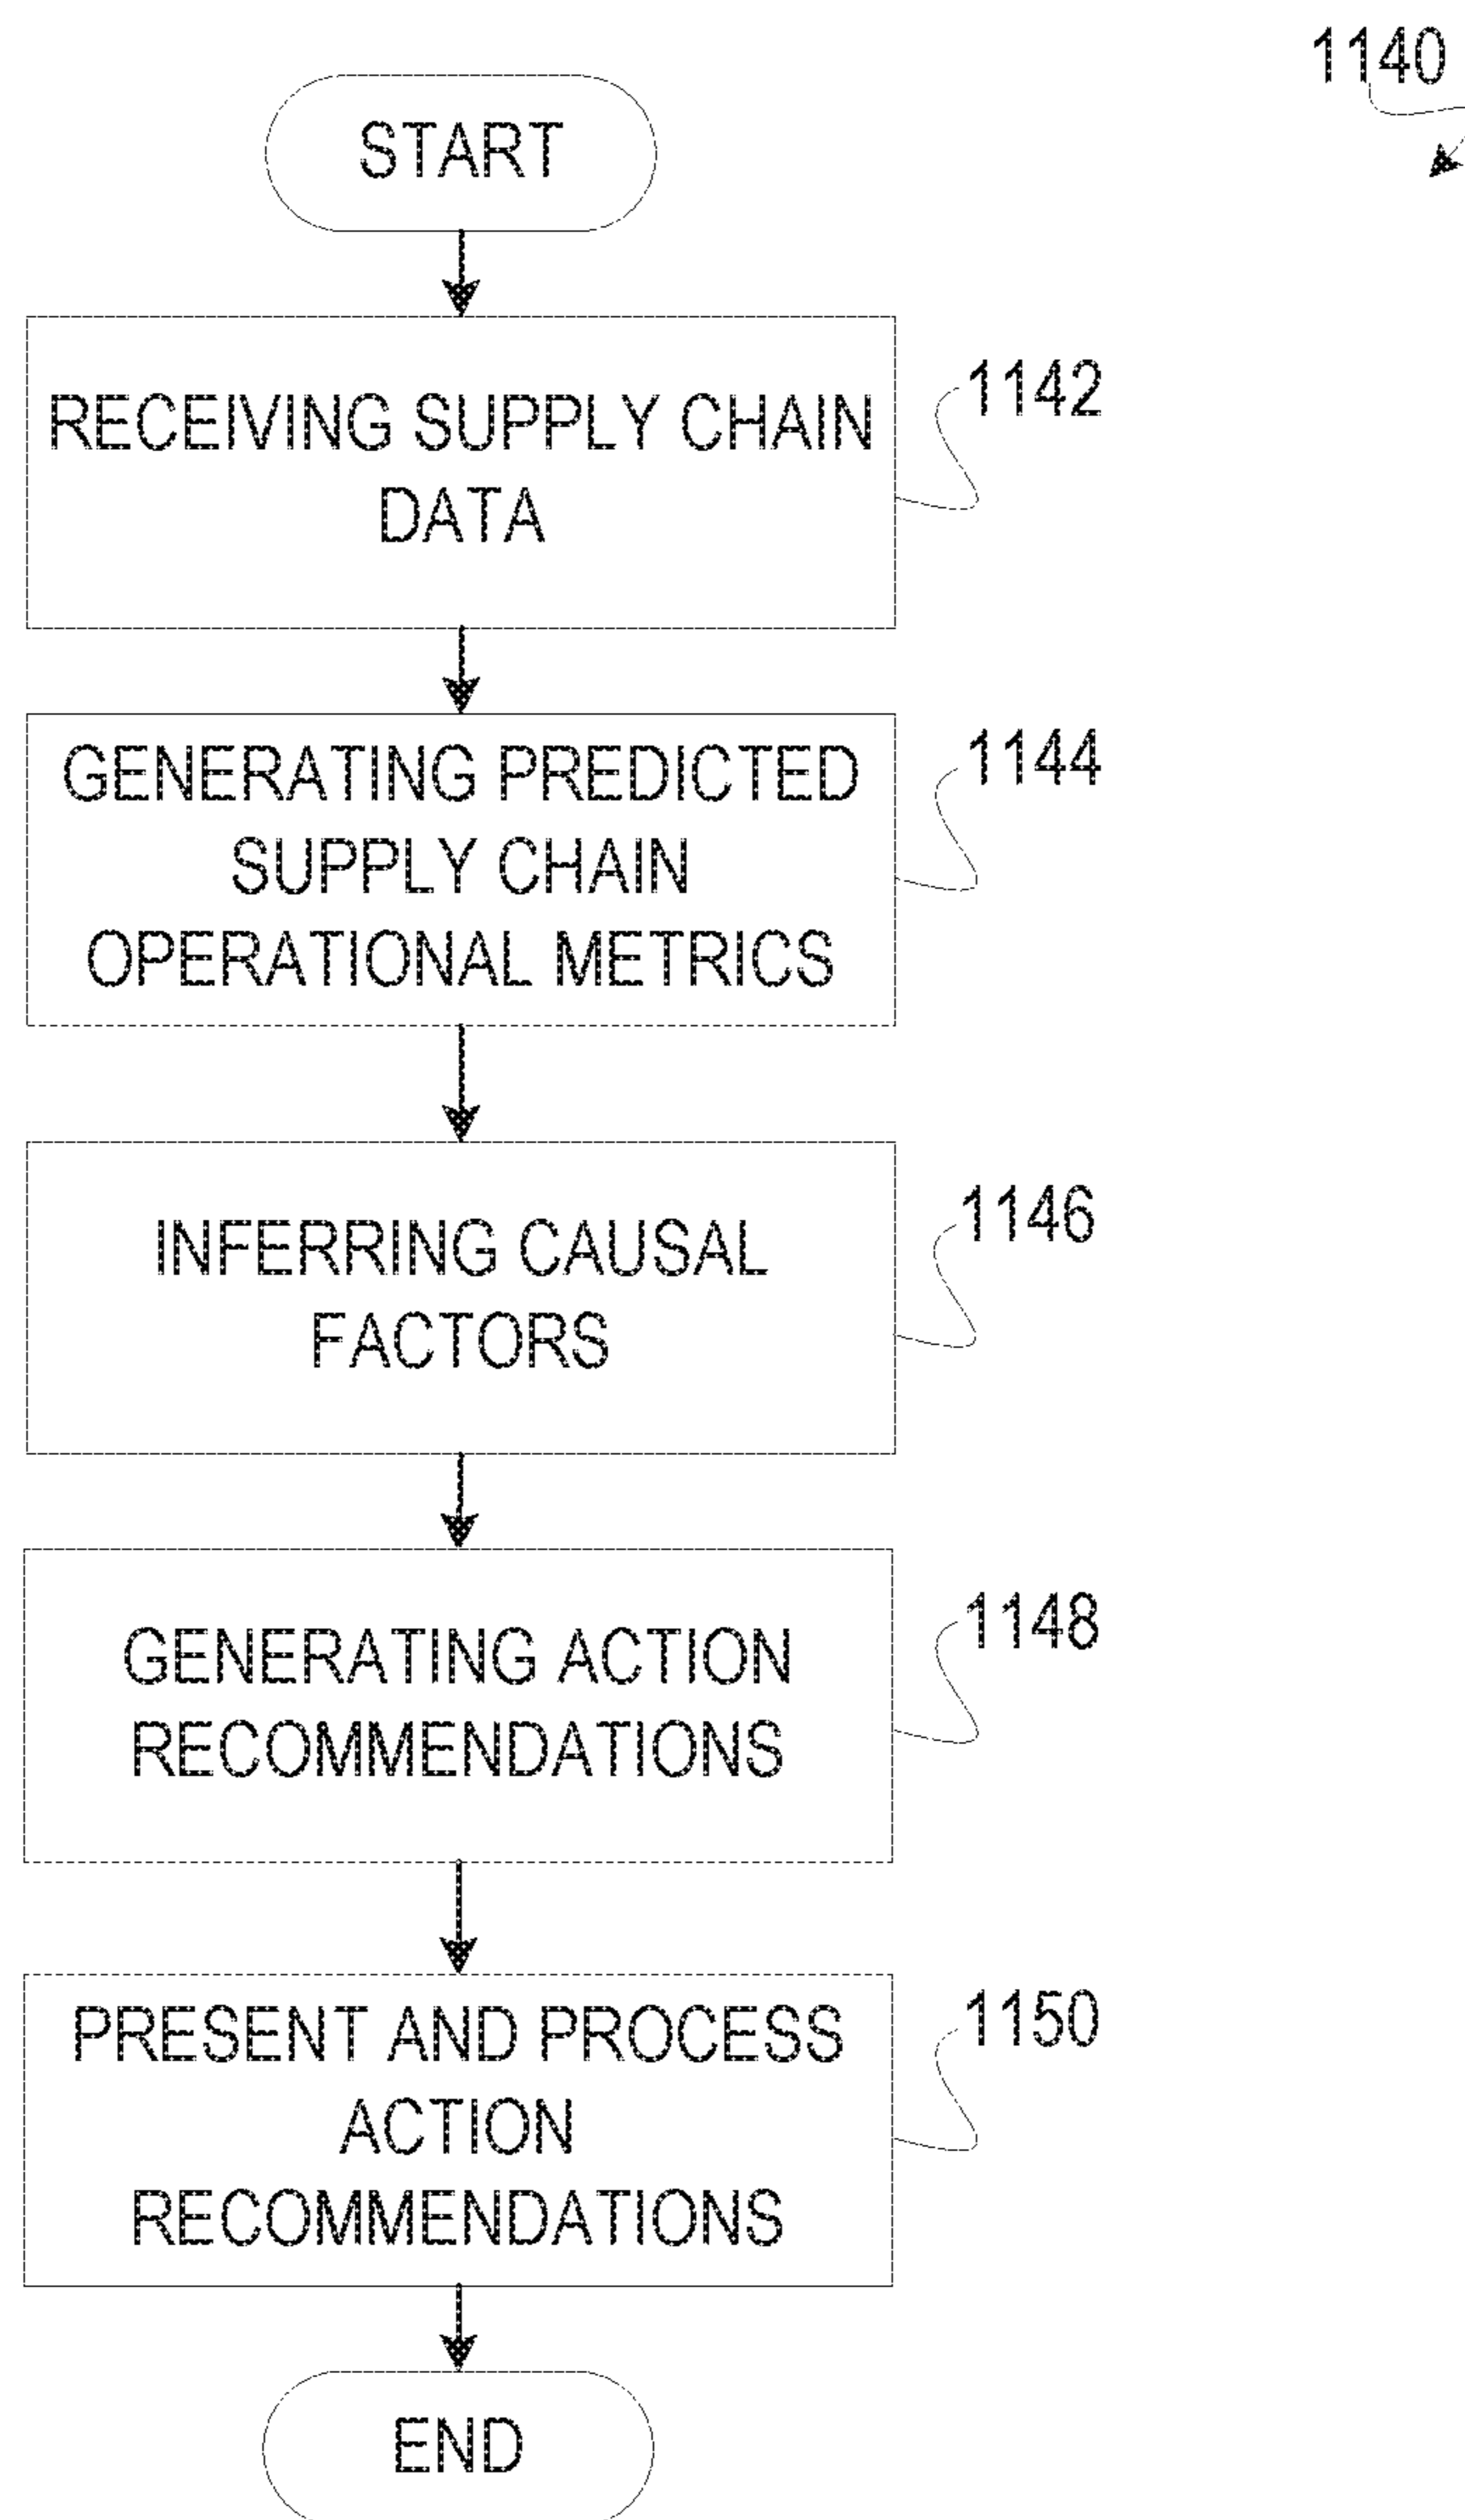 1140
START
RECEIVING SUPPLY CHAIN
DATA
1142
GENERATING PREDICTED
SUPPLY CHAIN
OPERATIONAL METRICS
1144
INFERRING CAUSAL
FACTORS
1146
GENERATING ACTION
RECOMMENDATIONS
1148
PRESENT AND PROCESS
ACTION
RECOMMENDATIONS
1150
END